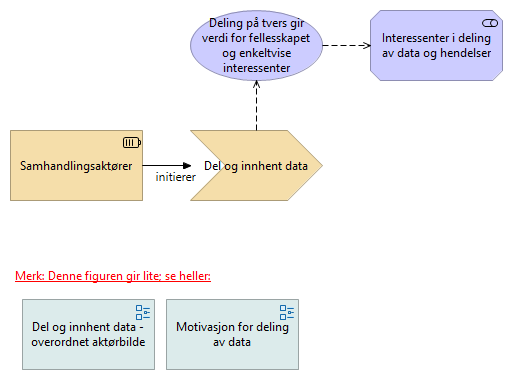 Deling på tvers gir
verdi for fellesskapet
og enkeltvise
interessenter
Interessenter i deling
av data og hendelser
Samhandlingsaktører
initierer
Del og innhent data
Merk: Denne figuren gir lite; se heller:
Del og innhent data -
overordnet aktørbilde
Motivasjon for deling
av data